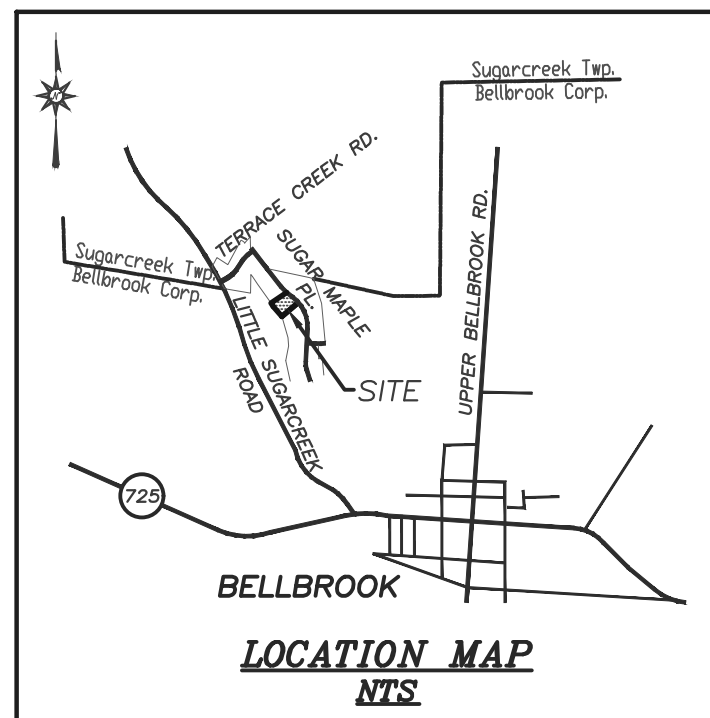 N
Sugarcreek Twp.
Bellbrook Corp.
TERRACE CREEK RD.
SUGAR MAPLE
PL.
UPPER BELLBROOK RD.
Sugarcreek Twp.
Bellbrook Corp.
LITTLE SUGARCREEK
ROAD
SITE
725
BELLBROOK
LOCATION MAP
NTS